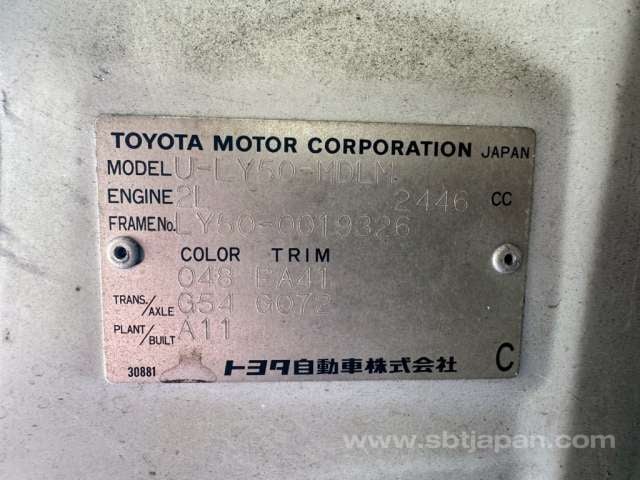 TOYOTA MOTOR CORPORATION JAPAN
MODEL U-LY50-MDLM
ENGINE 2L 2446 CC
FRAME No. LY50-0019326
COLOR TRIM
048 FA41
TRANS./AXLE G54 G072
PLANT/BUILT A11
30881 トヨタ自動車株式会社 C
www.sbtjapan.com